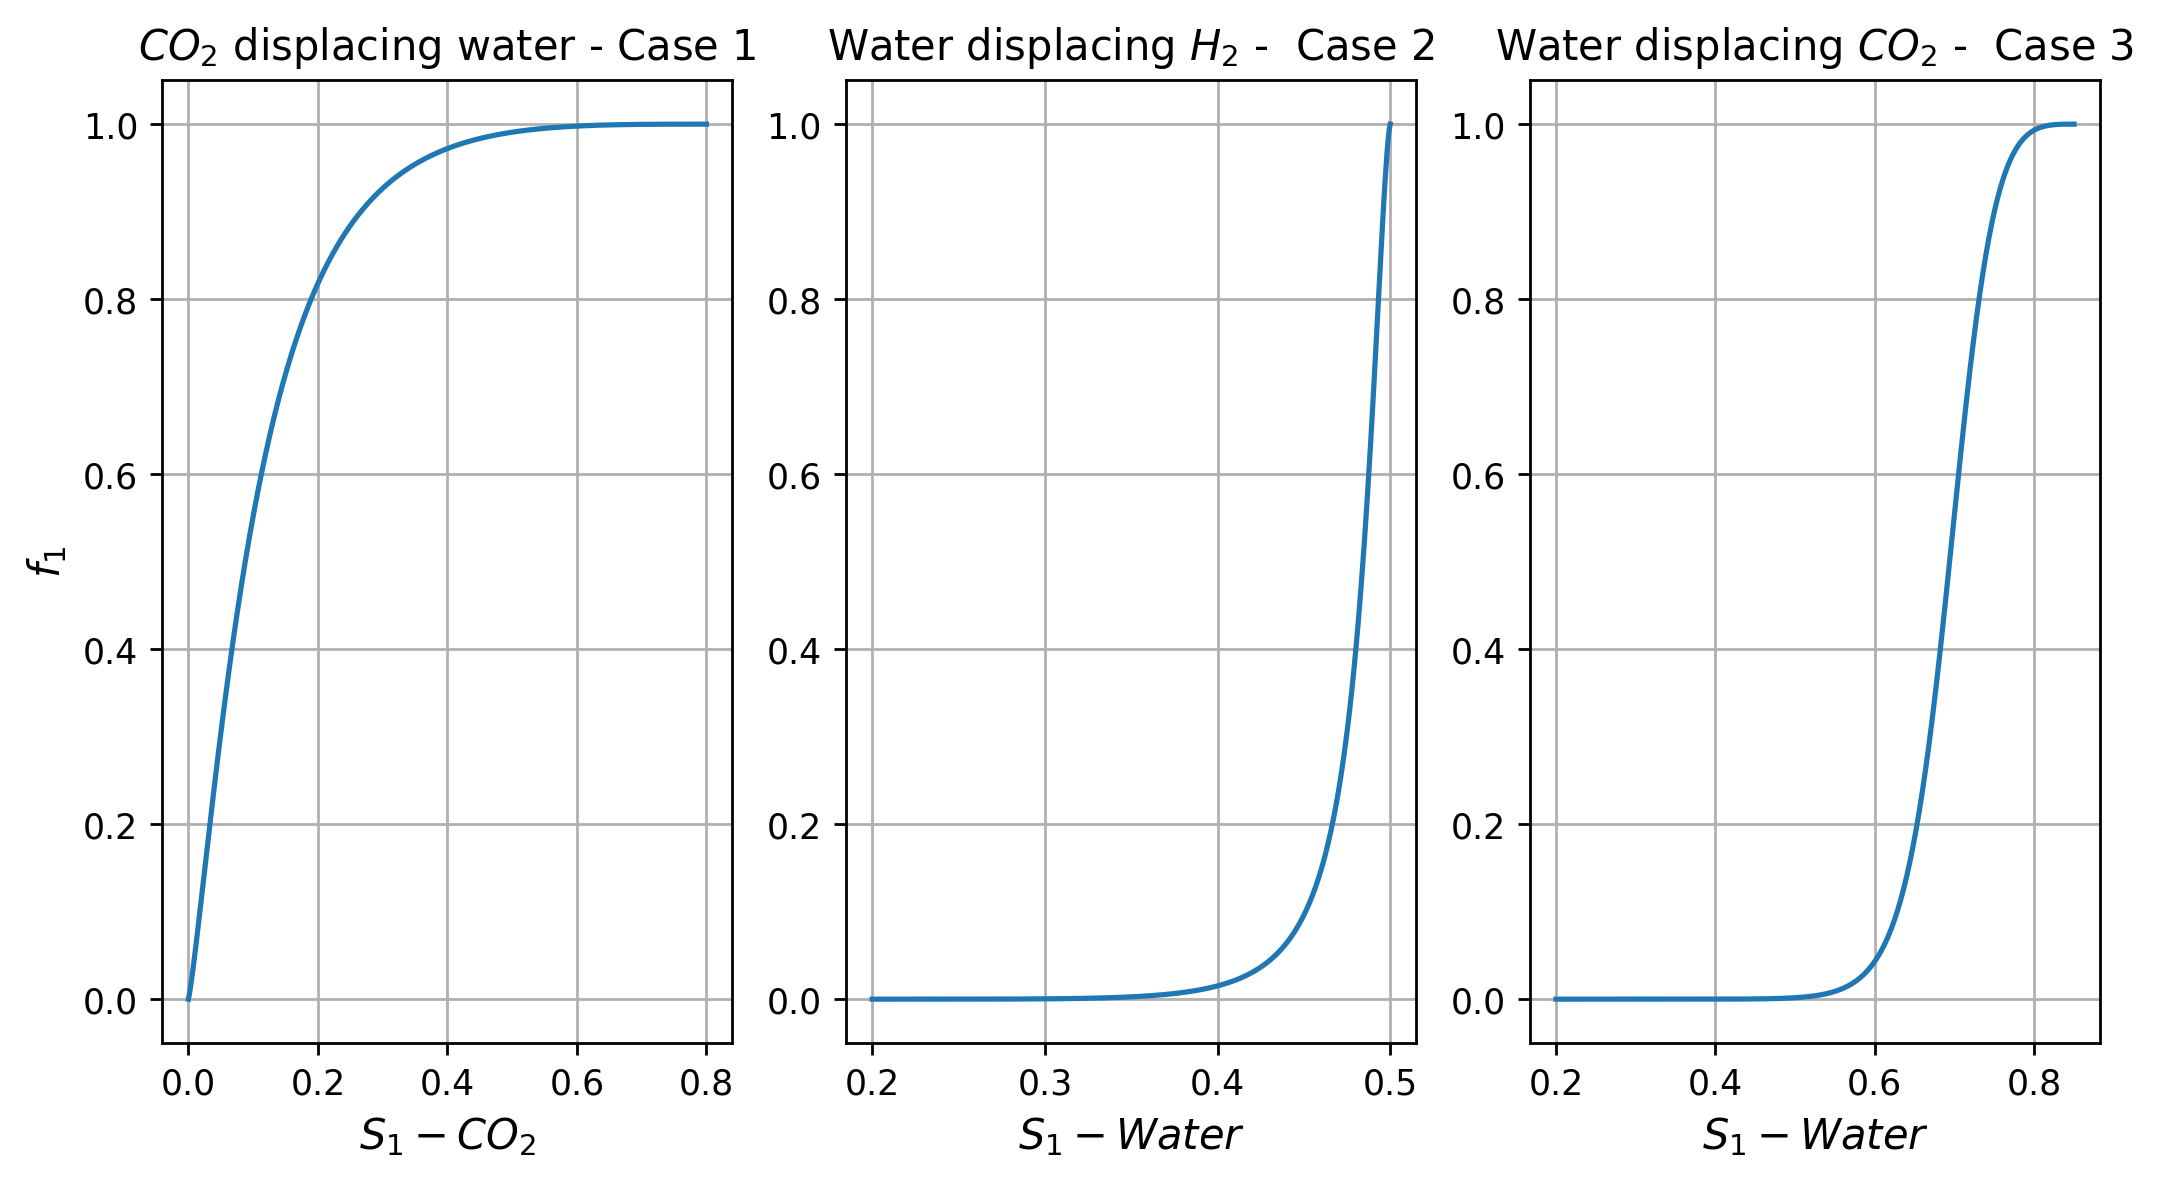 CO₂ displacing water - Case 1
Water displacing H₂ - Case 2
Water displacing CO₂ - Case 3
f₁
1.0
0.8
0.6
0.4
0.2
0.0
0.0 0.2 0.4 0.6 0.8
S₁ − CO₂
1.0
0.8
0.6
0.4
0.2
0.0
0.2 0.3 0.4 0.5
S₁ − Water
1.0
0.8
0.6
0.4
0.2
0.0
0.2 0.4 0.6 0.8
S₁ − Water